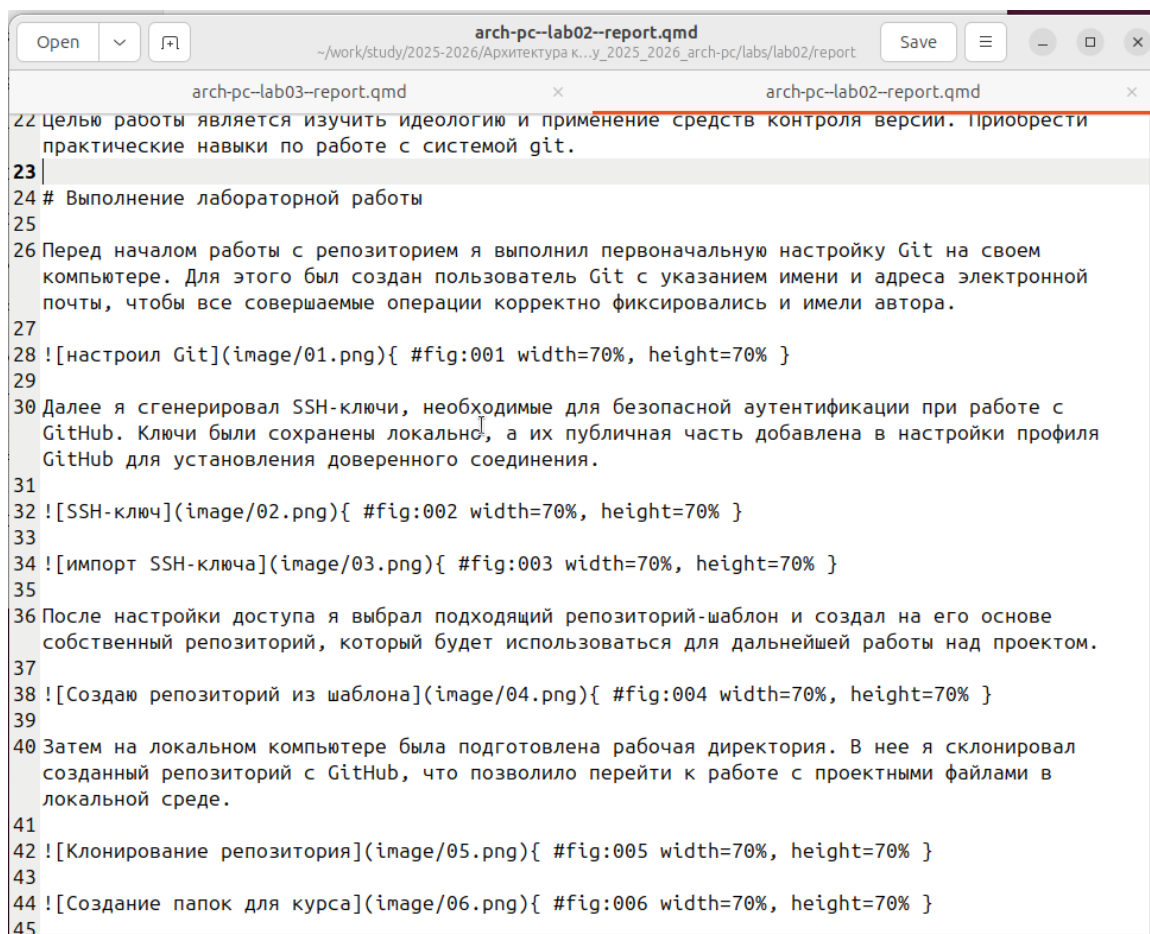 Open
arch-pc--lab02--report.qmd
~/work/study/2025-2026/Архитектура к…y_2025_2026_arch-pc/labs/lab02/report
Save
arch-pc--lab03--report.qmd
arch-pc--lab02--report.qmd
22 Целью работы является изучить идеологию и применение средств контроля версий. Приобрести
практические навыки по работе с системой git.
23
24 # Выполнение лабораторной работы
25
26 Перед началом работы с репозиторием я выполнил первоначальную настройку Git на своем
компьютере. Для этого был создан пользователь Git с указанием имени и адреса электронной
почты, чтобы все совершаемые операции корректно фиксировались и имели автора.
27
28 ![настроил Git](image/01.png){ #fig:001 width=70%, height=70% }
29
30 Далее я сгенерировал SSH-ключи, необходимые для безопасной аутентификации при работе с
GitHub. Ключи были сохранены локально, а их публичная часть добавлена в настройки профиля
GitHub для установления доверенного соединения.
31
32 ![SSH-ключ](image/02.png){ #fig:002 width=70%, height=70% }
33
34 ![импорт SSH-ключа](image/03.png){ #fig:003 width=70%, height=70% }
35
36 После настройки доступа я выбрал подходящий репозиторий-шаблон и создал на его основе
собственный репозиторий, который будет использоваться для дальнейшей работы над проектом.
37
38 ![Создаю репозиторий из шаблона](image/04.png){ #fig:004 width=70%, height=70% }
39
40 Затем на локальном компьютере была подготовлена рабочая директория. В нее я склонировал
созданный репозиторий с GitHub, что позволило перейти к работе с проектными файлами в
локальной среде.
41
42 ![Клонирование репозитория](image/05.png){ #fig:005 width=70%, height=70% }
43
44 ![Создание папок для курса](image/06.png){ #fig:006 width=70%, height=70% }
45